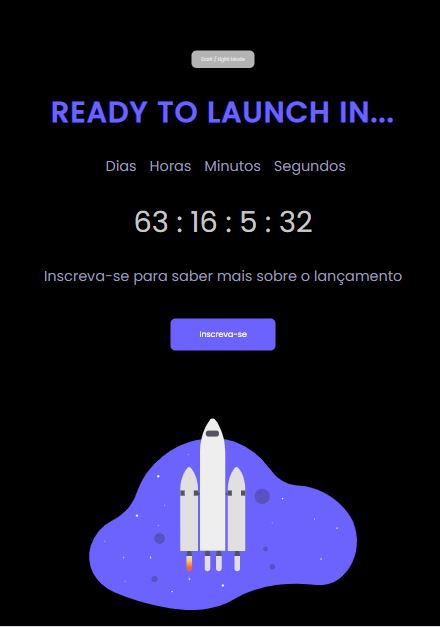 Dark / Light Mode
READY TO LAUNCH IN...
Dias Horas Minutos Segundos
63 : 16 : 5 : 32
Inscreva-se para saber mais sobre o lançamento
Inscreva-se